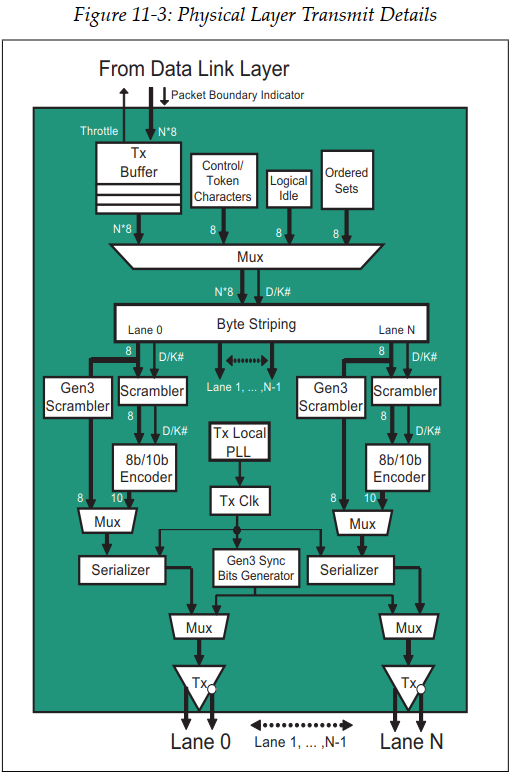 Figure 11-3: Physical Layer Transmit Details
From Data Link Layer
Packet Boundary Indicator
Throttle
N*8
Tx
Buffer
Control/
Token
Characters
Logical
Idle
Ordered
Sets
N*8
8
8
8
Mux
N*8
D/K#
Byte Striping
Lane 0
Lane N
8
D/K#
Lane 1, ... ,N-1
8
D/K#
Gen3
Scrambler
Scrambler
Gen3
Scrambler
Scrambler
8
D/K#
8
D/K#
Tx Local
PLL
8b/10b
Encoder
8b/10b
Encoder
Tx Clk
8
10
8
10
Mux
Mux
Serializer
Gen3 Sync
Bits Generator
Serializer
Mux
Mux
Tx
Tx
Lane 0
Lane 1, ... ,N-1
Lane N